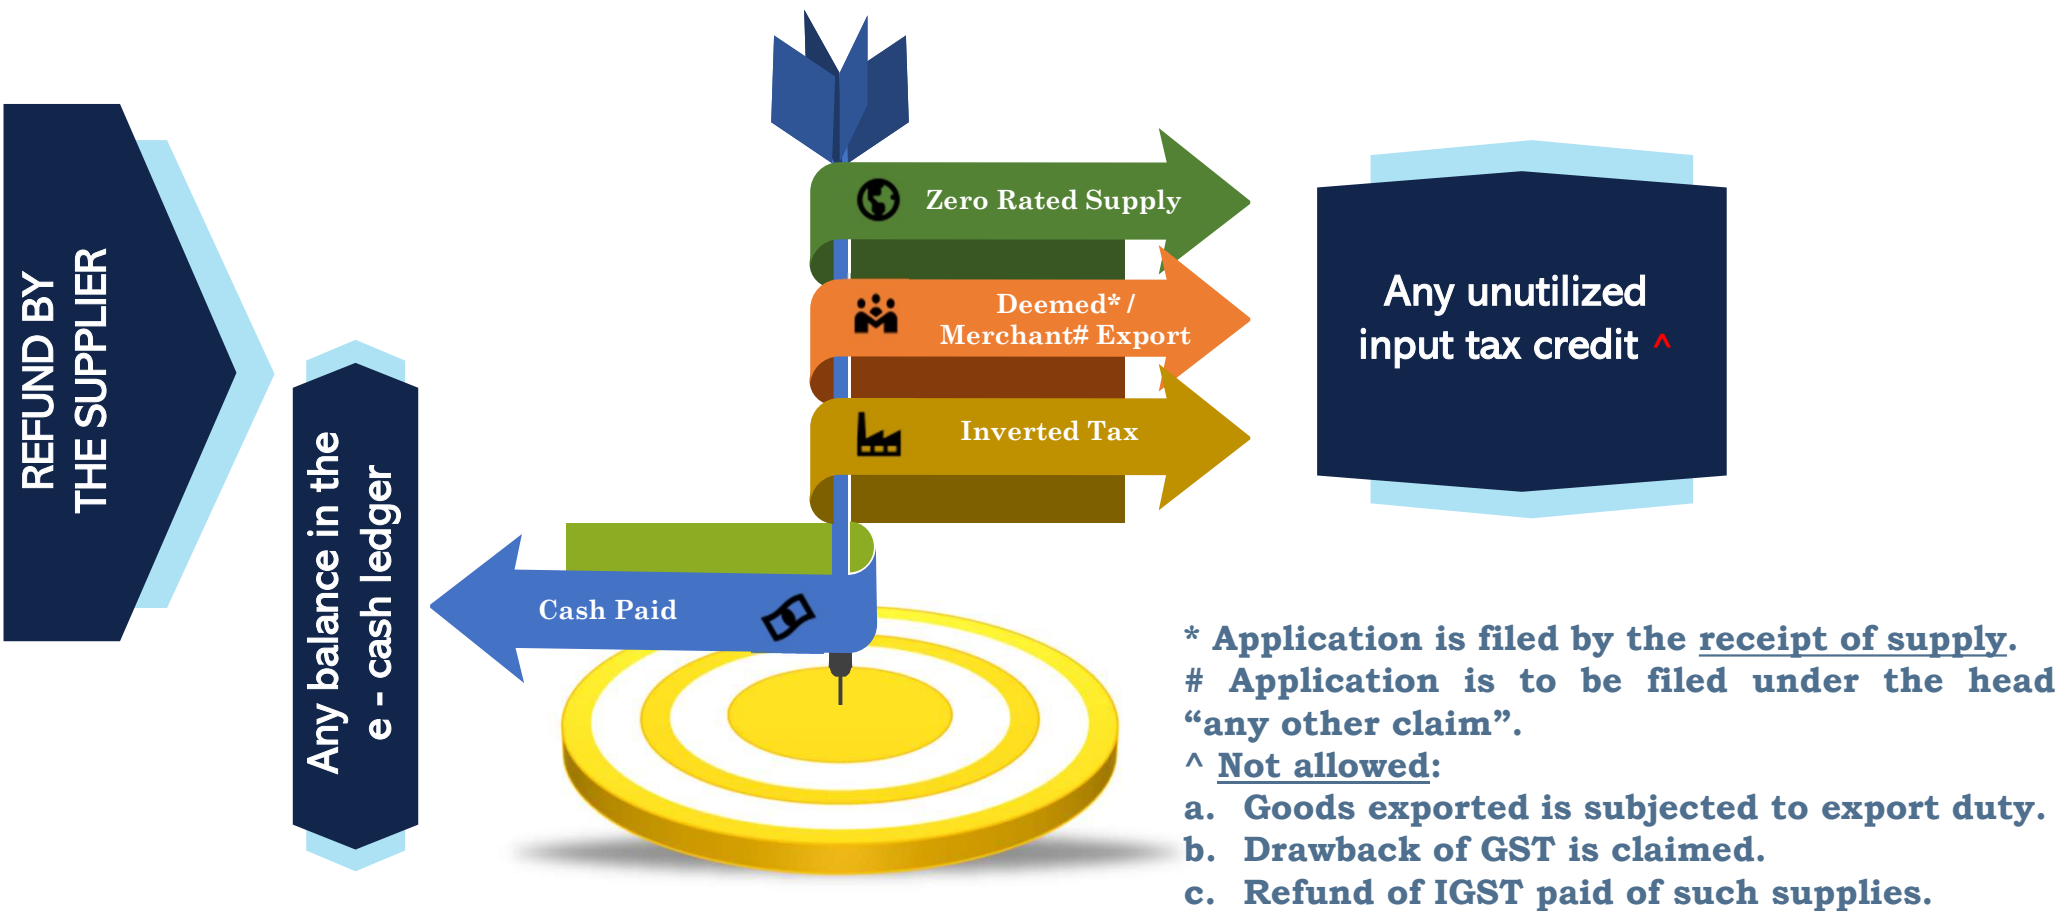 REFUND BY
THE SUPPLIER
Any balance in the
e - cash ledger
Zero Rated Supply
Deemed* /
Merchant# Export
Inverted Tax
Cash Paid
Any unutilized
input tax credit ^
* Application is filed by the receipt of supply.
# Application is to be filed under the head
“any other claim”.
^ Not allowed:
a. Goods exported is subjected to export duty.
b. Drawback of GST is claimed.
c. Refund of IGST paid of such supplies.